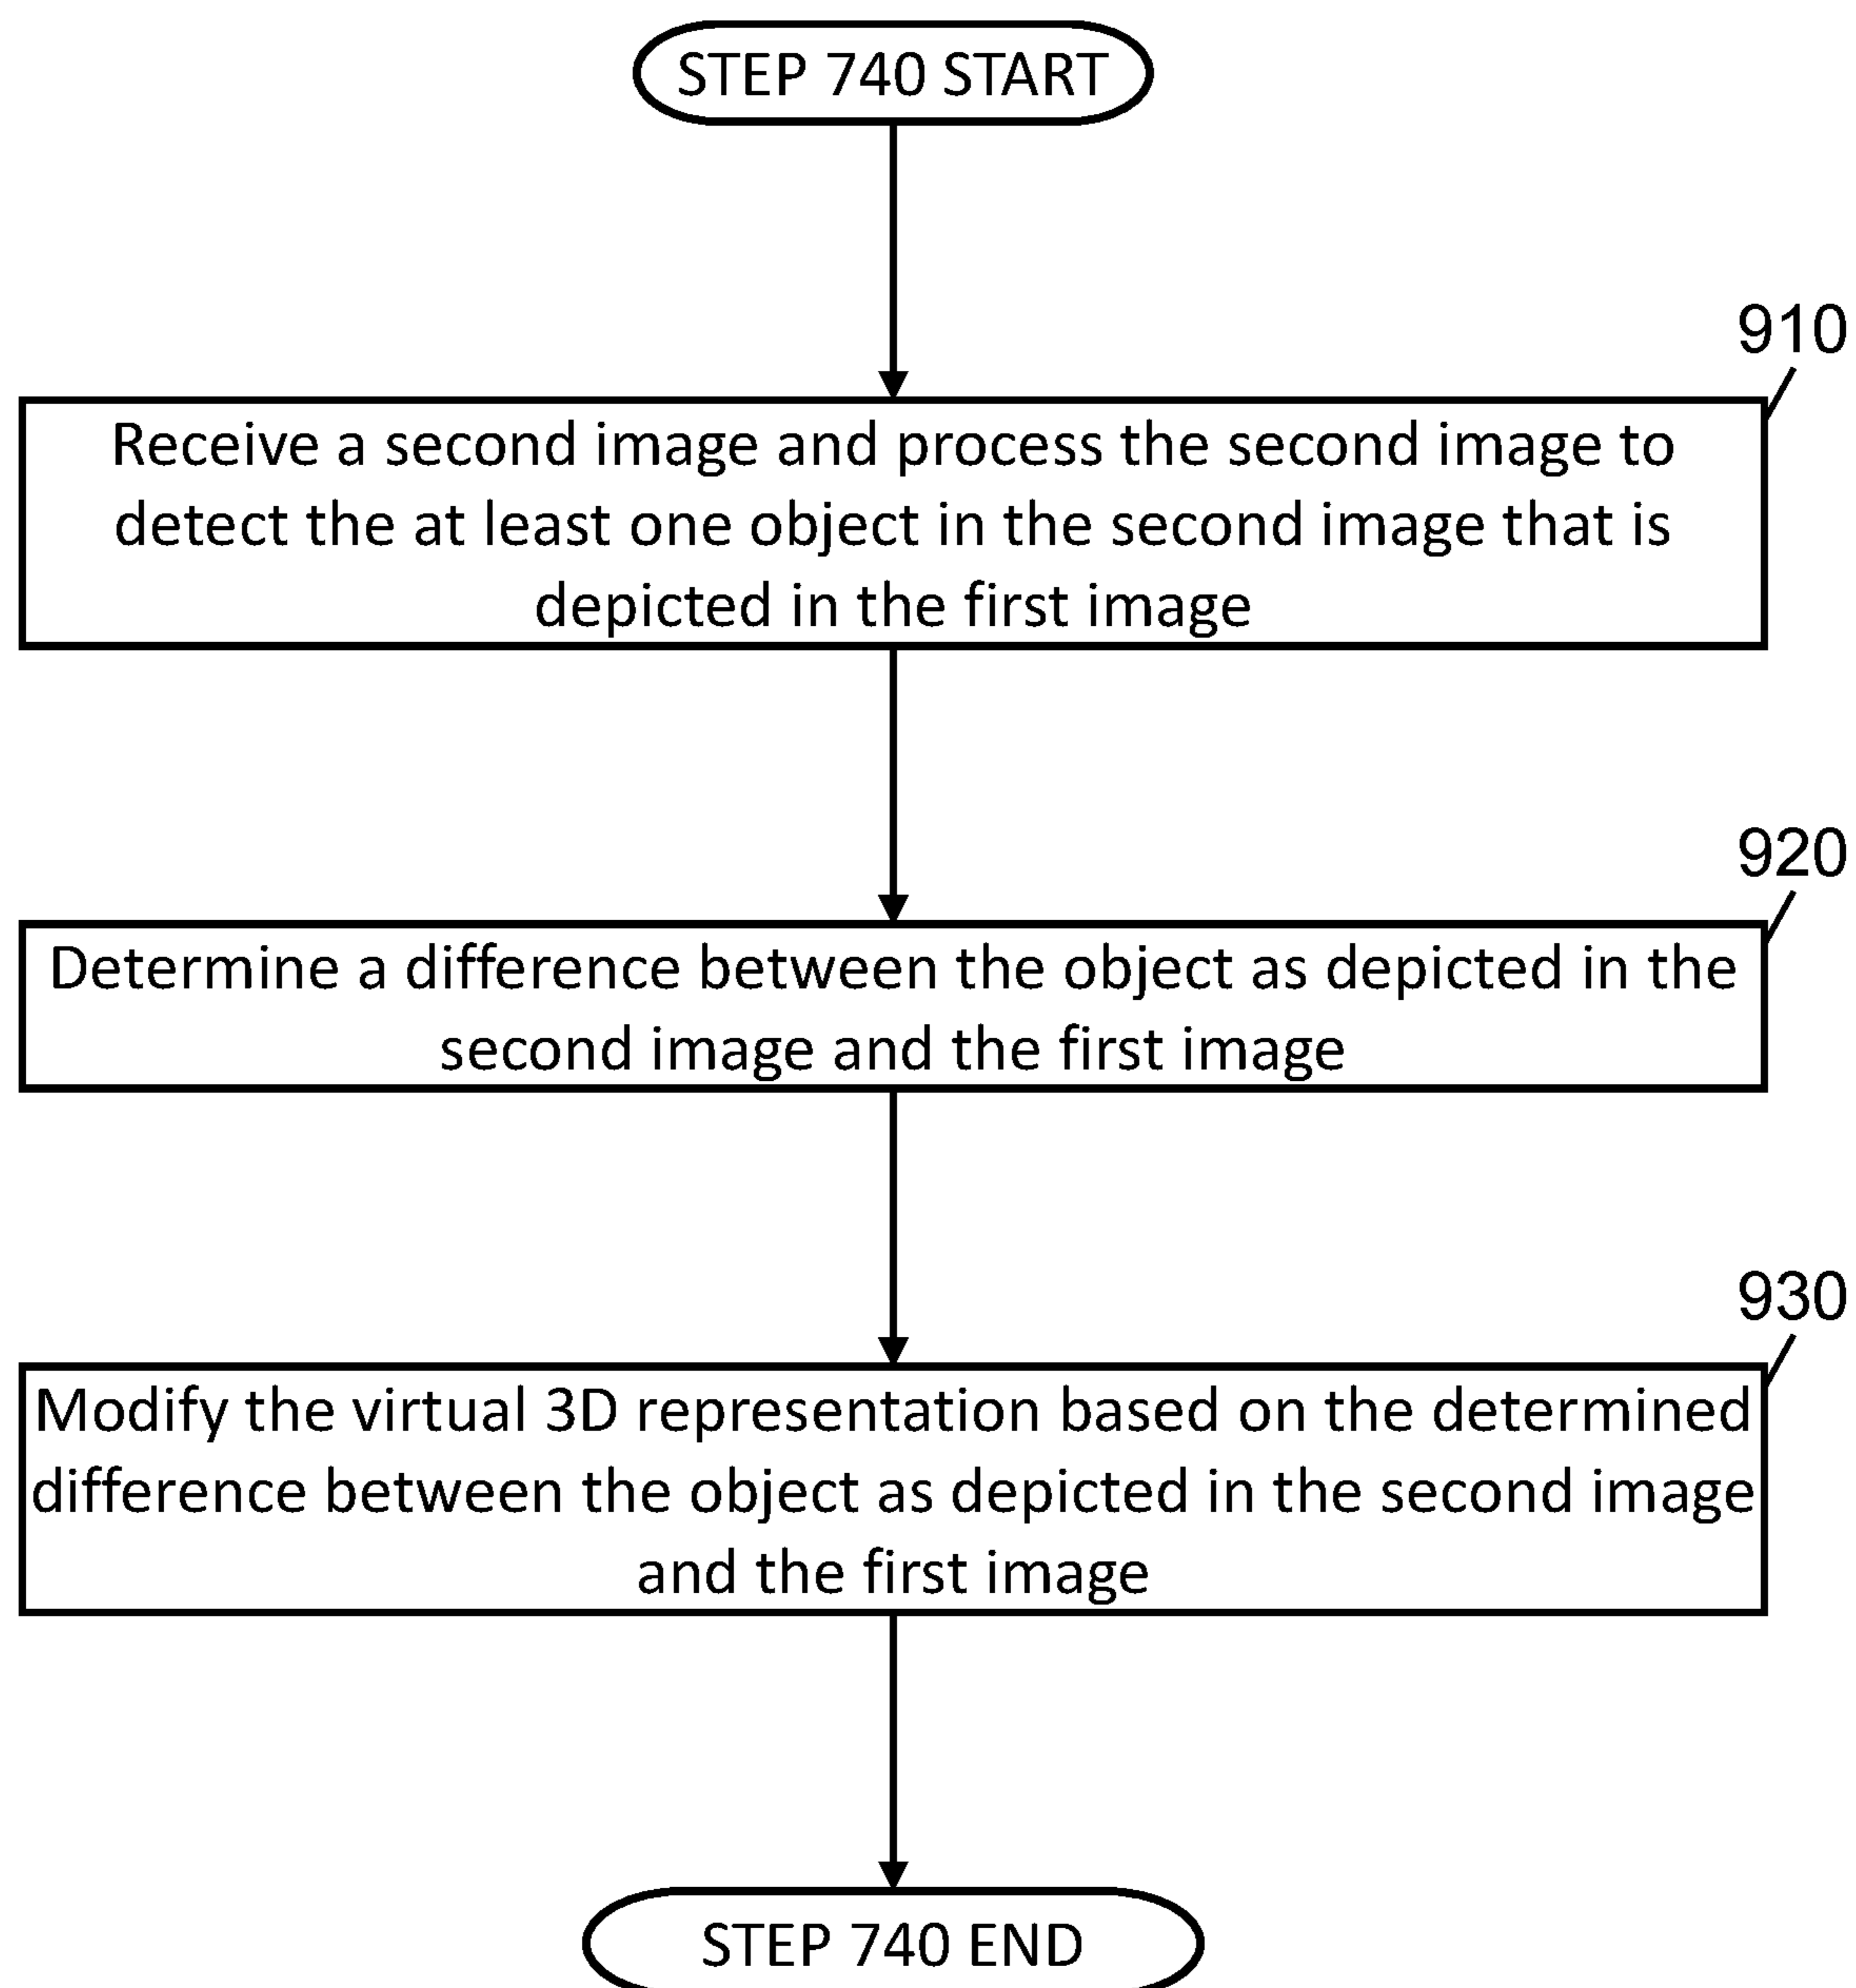 STEP 740 START
910
Receive a second image and process the second image to
detect the at least one object in the second image that is
depicted in the first image
920
Determine a difference between the object as depicted in the
second image and the first image
930
Modify the virtual 3D representation based on the determined
difference between the object as depicted in the second image
and the first image
STEP 740 END